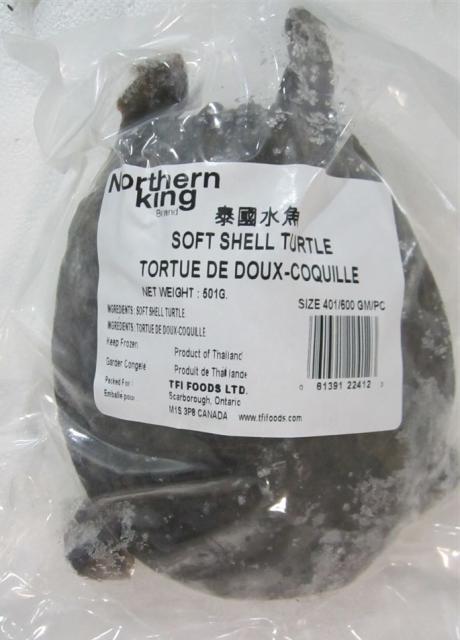 Northern
king
Brand
泰國水魚
SOFT SHELL TURTLE
TORTUE DE DOUX-COQUILLE
NET WEIGHT : 501G.
SIZE 401/600 GM/PC
INGREDIENTS: SOFT SHELL TURTLE
INGREDIENTS: TORTUE DE DOUX-COQUILLE
Keep Frozen
Product of Thailand
Garder Congele
Produit de Thaïlande
Packed For
TFI FOODS LTD.
Emballé pour
Scarborough, Ontario
M1S 3P8 CANADA www.tfifoods.com
0 61391 22412